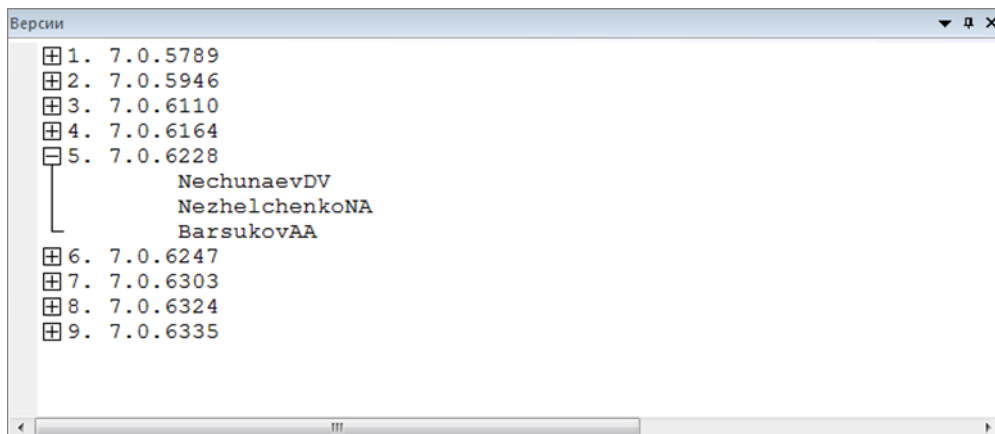 Версии
1. 7.0.5789
2. 7.0.5946
3. 7.0.6110
4. 7.0.6164
5. 7.0.6228
NechunaevDV
NezhelchenkoNA
BarsukovAA
6. 7.0.6247
7. 7.0.6303
8. 7.0.6324
9. 7.0.6335